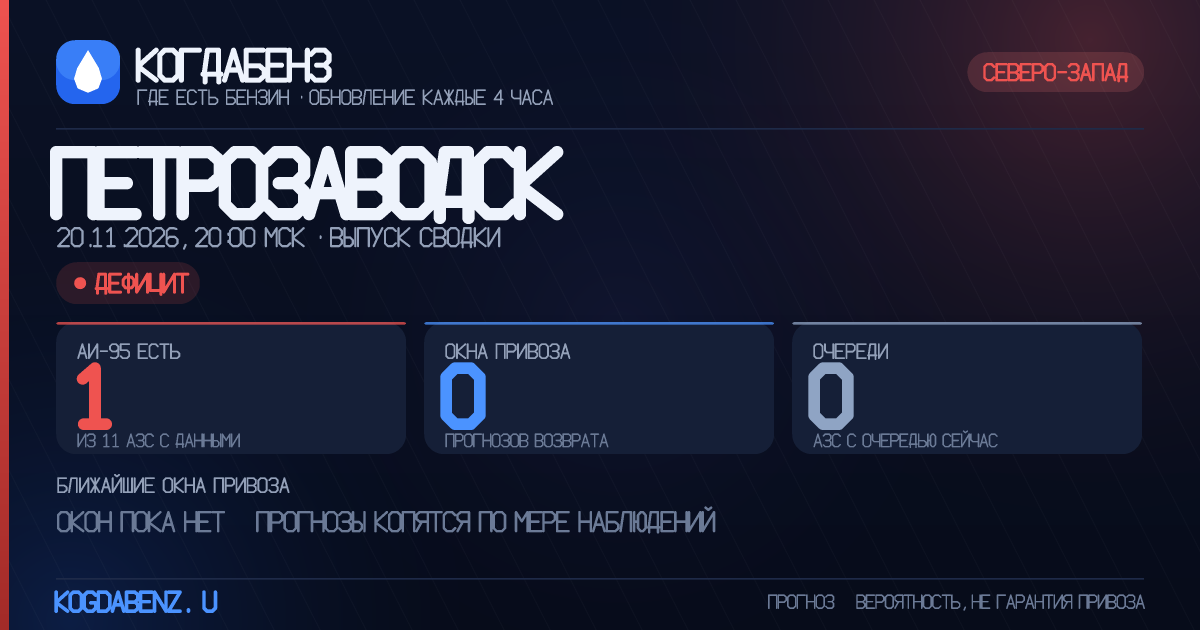 КОГДАБЕНЗ
ГДЕ ЕСТЬ БЕНЗИН · ОБНОВЛЕНИЕ КАЖДЫЕ 4 ЧАСА
СЕВЕРО-ЗАПАД
ПЕТРОЗАВОДСК
20.11.2026, 20:00 МСК · ВЫПУСК СВОДКИ
ДЕФИЦИТ
АИ-95 ЕСТЬ
1
ИЗ 11 АЗС С ДАННЫМИ
ОКНА ПРИВОЗА
0
ПРОГНОЗОВ ВОЗВРАТА
ОЧЕРЕДИ
0
АЗС С ОЧЕРЕДЬЮ СЕЙЧАС
БЛИЖАЙШИЕ ОКНА ПРИВОЗА
ОКОН ПОКА НЕТ ПРОГНОЗЫ КОПЯТСЯ ПО МЕРЕ НАБЛЮДЕНИЙ
KOGDABENZ. U
ПРОГНОЗ ВЕРОЯТНОСТЬ, НЕ ГАРАНТИЯ ПРИВОЗА